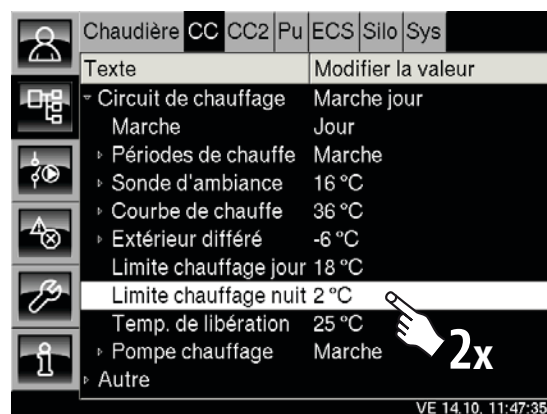 Chaudière CC CC2 Pu ECS Silo Sys
Texte Modifier la valeur
Circuit de chauffage Marche jour
Marche Jour
Périodes de chauffe Marche
Sonde d'ambiance 16 °C
Courbe de chauffe 36 °C
Extérieur différé -6 °C
Limite chauffage jour 18 °C
Limite chauffage nuit 2 °C
Temp. de libération 25 °C
Pompe chauffage Marche
Autre
2x
VE 14.10. 11:47:35